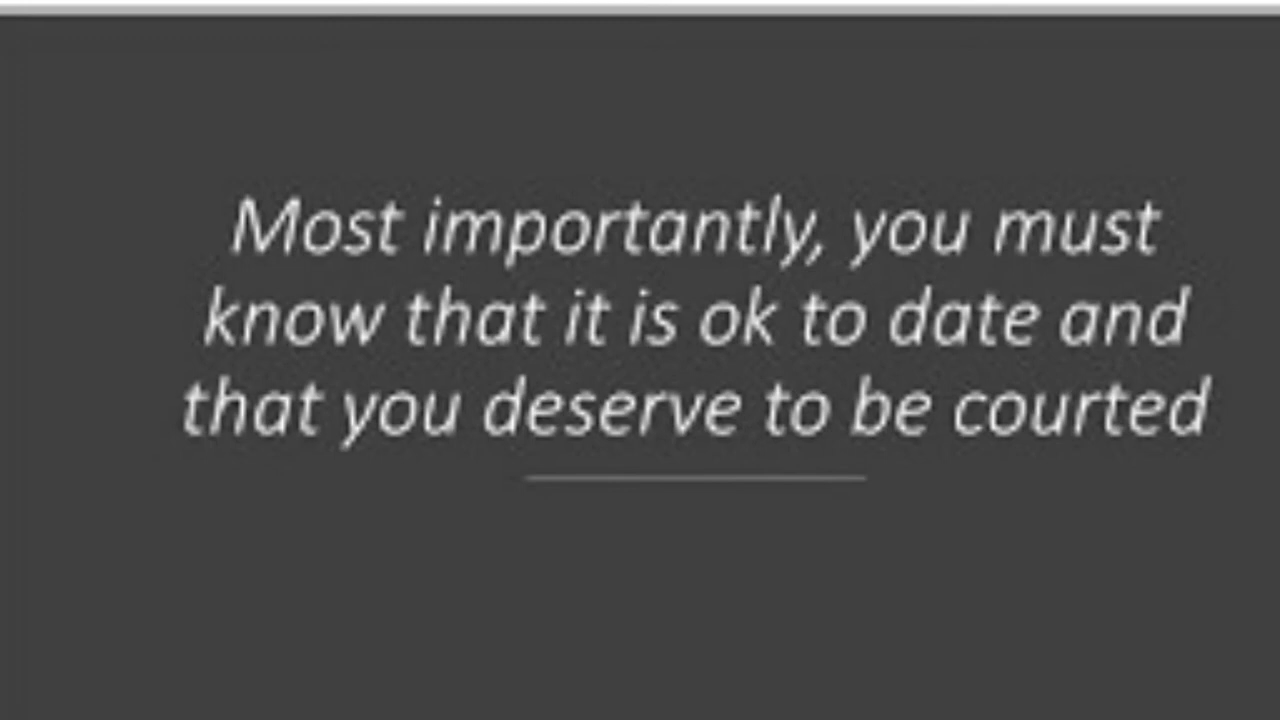 Most importantly, you must
know that it is ok to date and
that you deserve to be courted